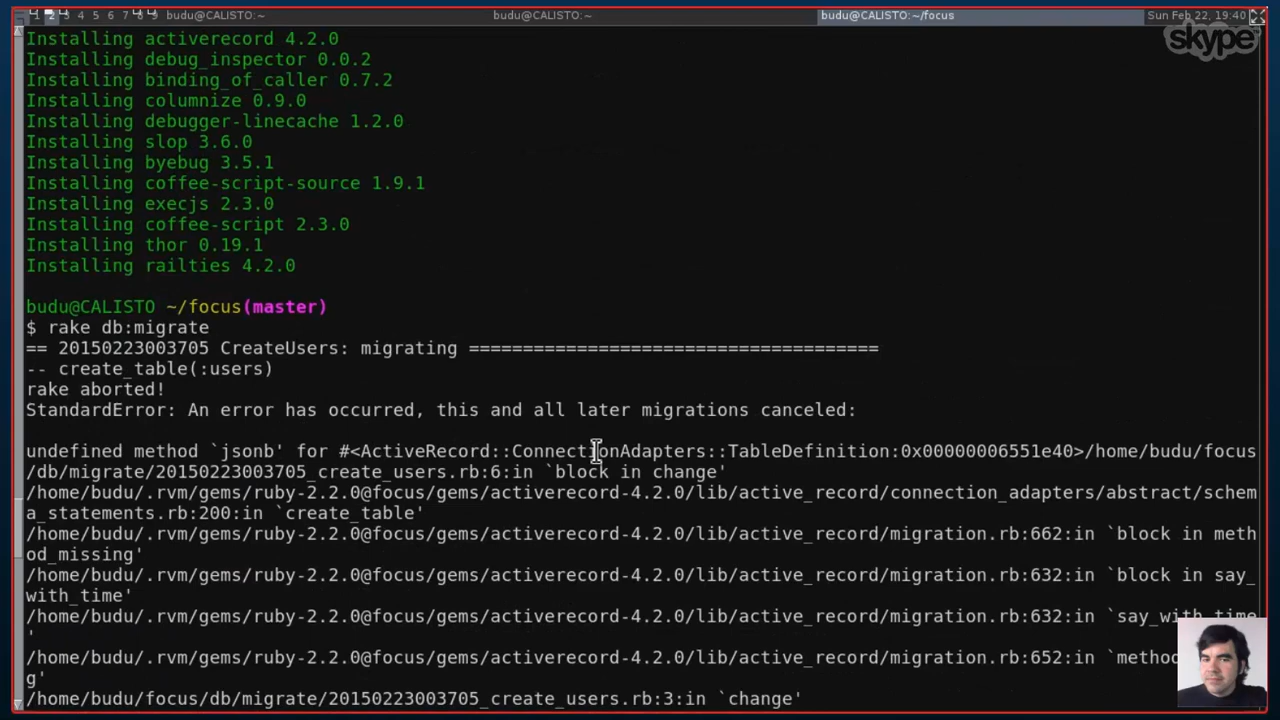 1 2 3 4 5 6 7 8 9 budu@CALISTO:~ budu@CALISTO:~ budu@CALISTO:~/focus Sun Feb 22, 19:40
skype
Installing activerecord 4.2.0
Installing debug_inspector 0.0.2
Installing binding_of_caller 0.7.2
Installing columnize 0.9.0
Installing debugger-linecache 1.2.0
Installing slop 3.6.0
Installing byebug 3.5.1
Installing coffee-script-source 1.9.1
Installing execjs 2.3.0
Installing coffee-script 2.3.0
Installing thor 0.19.1
Installing railties 4.2.0
budu@CALISTO ~/focus(master)
$ rake db:migrate
== 20150223003705 CreateUsers: migrating ======================================
-- create_table(:users)
rake aborted!
StandardError: An error has occurred, this and all later migrations canceled:
undefined method `jsonb' for #<ActiveRecord::ConnectionAdapters::TableDefinition:0x00000006551e40>/home/budu/focus
/db/migrate/20150223003705_create_users.rb:6:in `block in change'
/home/budu/.rvm/gems/ruby-2.2.0@focus/gems/activerecord-4.2.0/lib/active_record/connection_adapters/abstract/schem
a_statements.rb:200:in `create_table'
/home/budu/.rvm/gems/ruby-2.2.0@focus/gems/activerecord-4.2.0/lib/active_record/migration.rb:662:in `block in meth
od_missing'
/home/budu/.rvm/gems/ruby-2.2.0@focus/gems/activerecord-4.2.0/lib/active_record/migration.rb:632:in `block in say_
with_time'
/home/budu/.rvm/gems/ruby-2.2.0@focus/gems/activerecord-4.2.0/lib/active_record/migration.rb:632:in `say_with_time
'
/home/budu/.rvm/gems/ruby-2.2.0@focus/gems/activerecord-4.2.0/lib/active_record/migration.rb:652:in `method
g'
/home/budu/focus/db/migrate/20150223003705_create_users.rb:3:in `change'